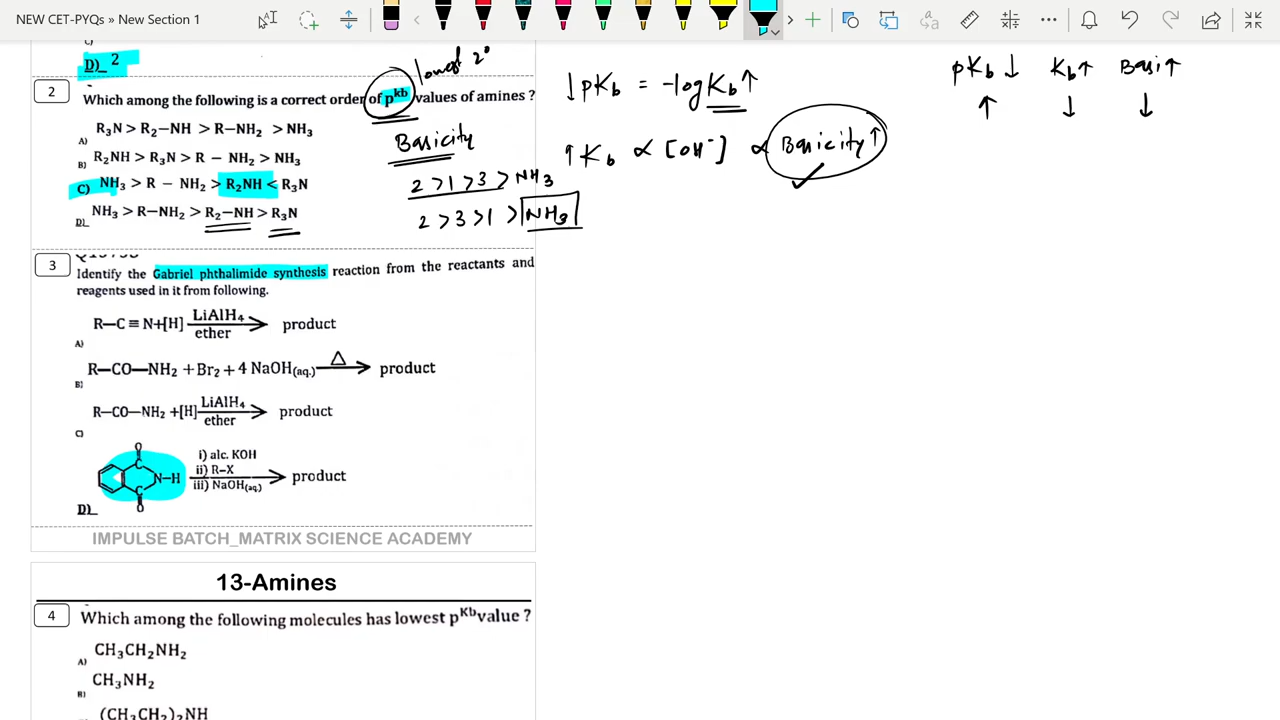 NEW CET-PYQs » New Section 1
D) 2
2
Which among the following is a correct order of p^kb values of amines ?
A) R₃N > R₂−NH > R−NH₂ > NH₃
B) R₂NH > R₃N > R − NH₂ > NH₃
C) NH₃ > R − NH₂ > R₂NH < R₃N
D) NH₃ > R−NH₂ > R₂−NH > R₃N
of 2°
Basicity
2 > 1 > 3 > NH₃
2 > 3 > 1 > NH₃
↓ pKb = -log Kb ↑
↑ Kb ∝ [OH⁻] ∝ Basicity ↑
pKb ↓ Kb ↑ Basi ↑
↑ ↓ ↓
3
Identify the Gabriel phthalimide synthesis reaction from the reactants and
reagents used in it from following.
A) R−C≡N+[H] LiAlH₄ ether → product
B) R−CO−NH₂ + Br₂ + 4 NaOH(aq.) △ → product
C) R−CO−NH₂ +[H] LiAlH₄ ether → product
D) O C N−H C O i) alc. KOH ii) R−X iii) NaOH(aq.) → product
IMPULSE BATCH_MATRIX SCIENCE ACADEMY
13-Amines
4
Which among the following molecules has lowest p^Kb value ?
A) CH₃CH₂NH₂
B) CH₃NH₂
(CH₃CH₂)₂NH